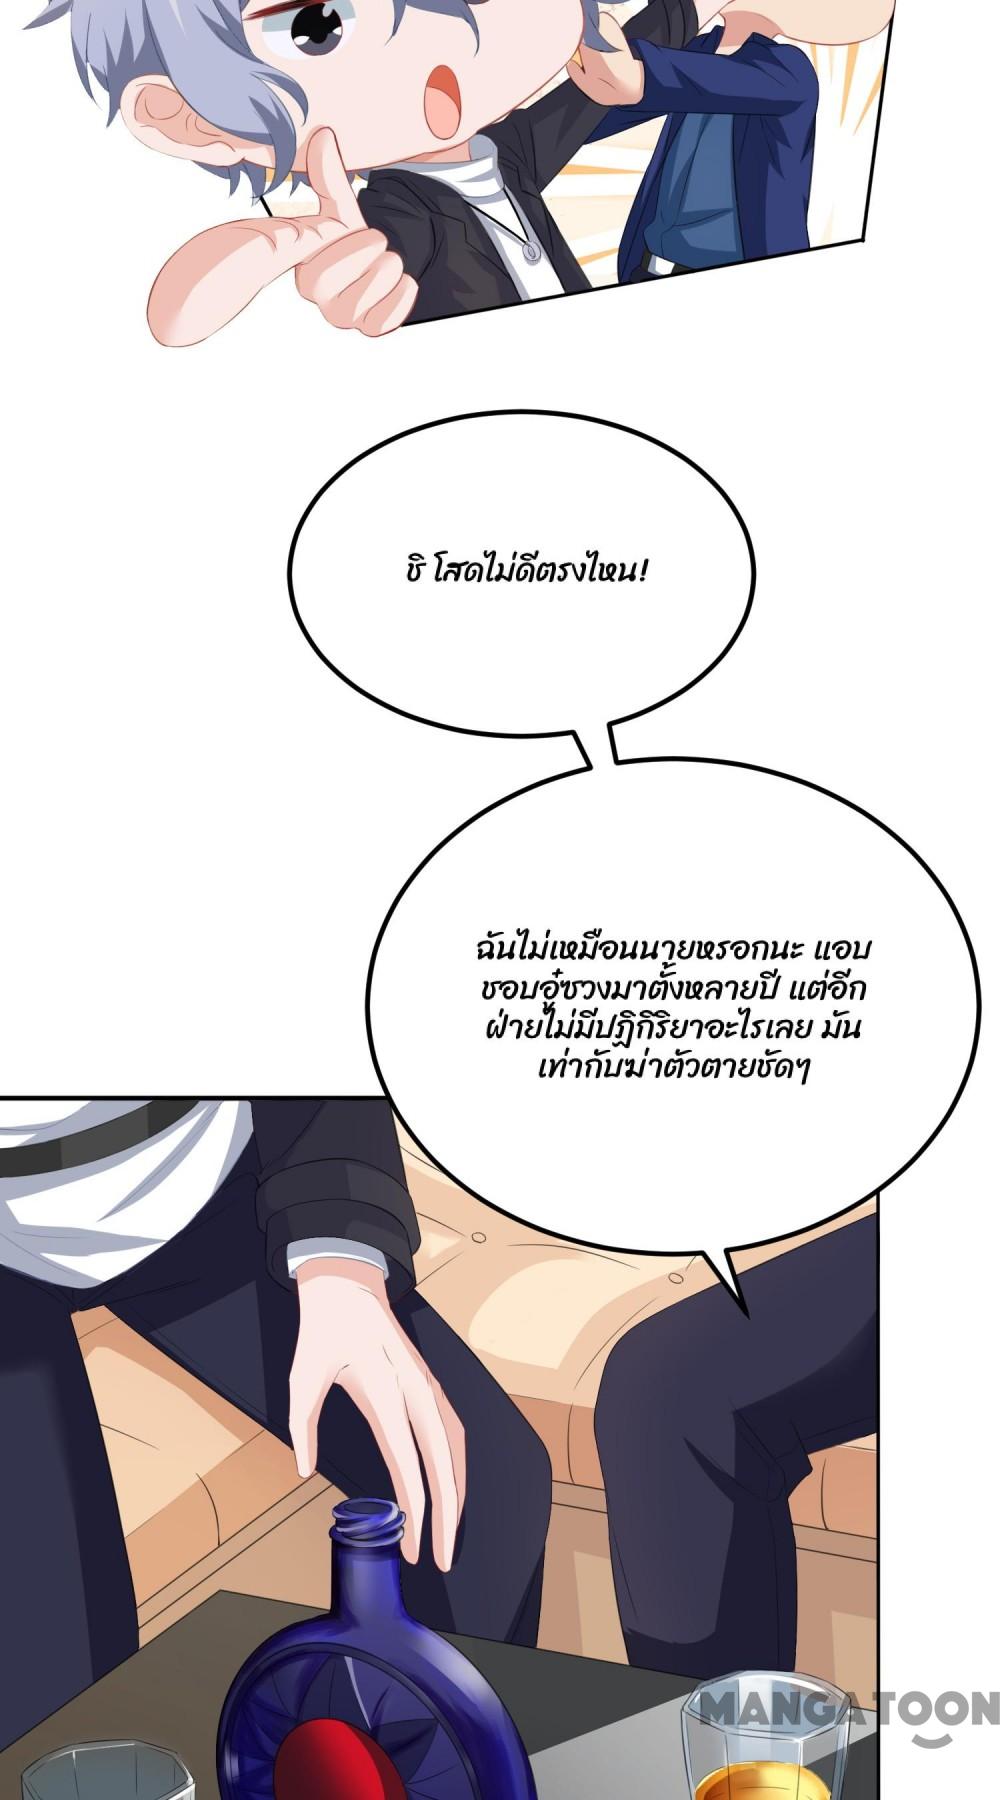 ชิ โสดไม่ดีตรงไหน!
ฉันไม่เหมือนนายหรอกนะ แอบ
ชอบอู๋ซวงมาตั้งหลายปี แต่อีก
ฝ่ายไม่มีปฏิกิริยาอะไรเลย มัน
เท่ากับฆ่าตัวตายชัดๆ
MANGATOON